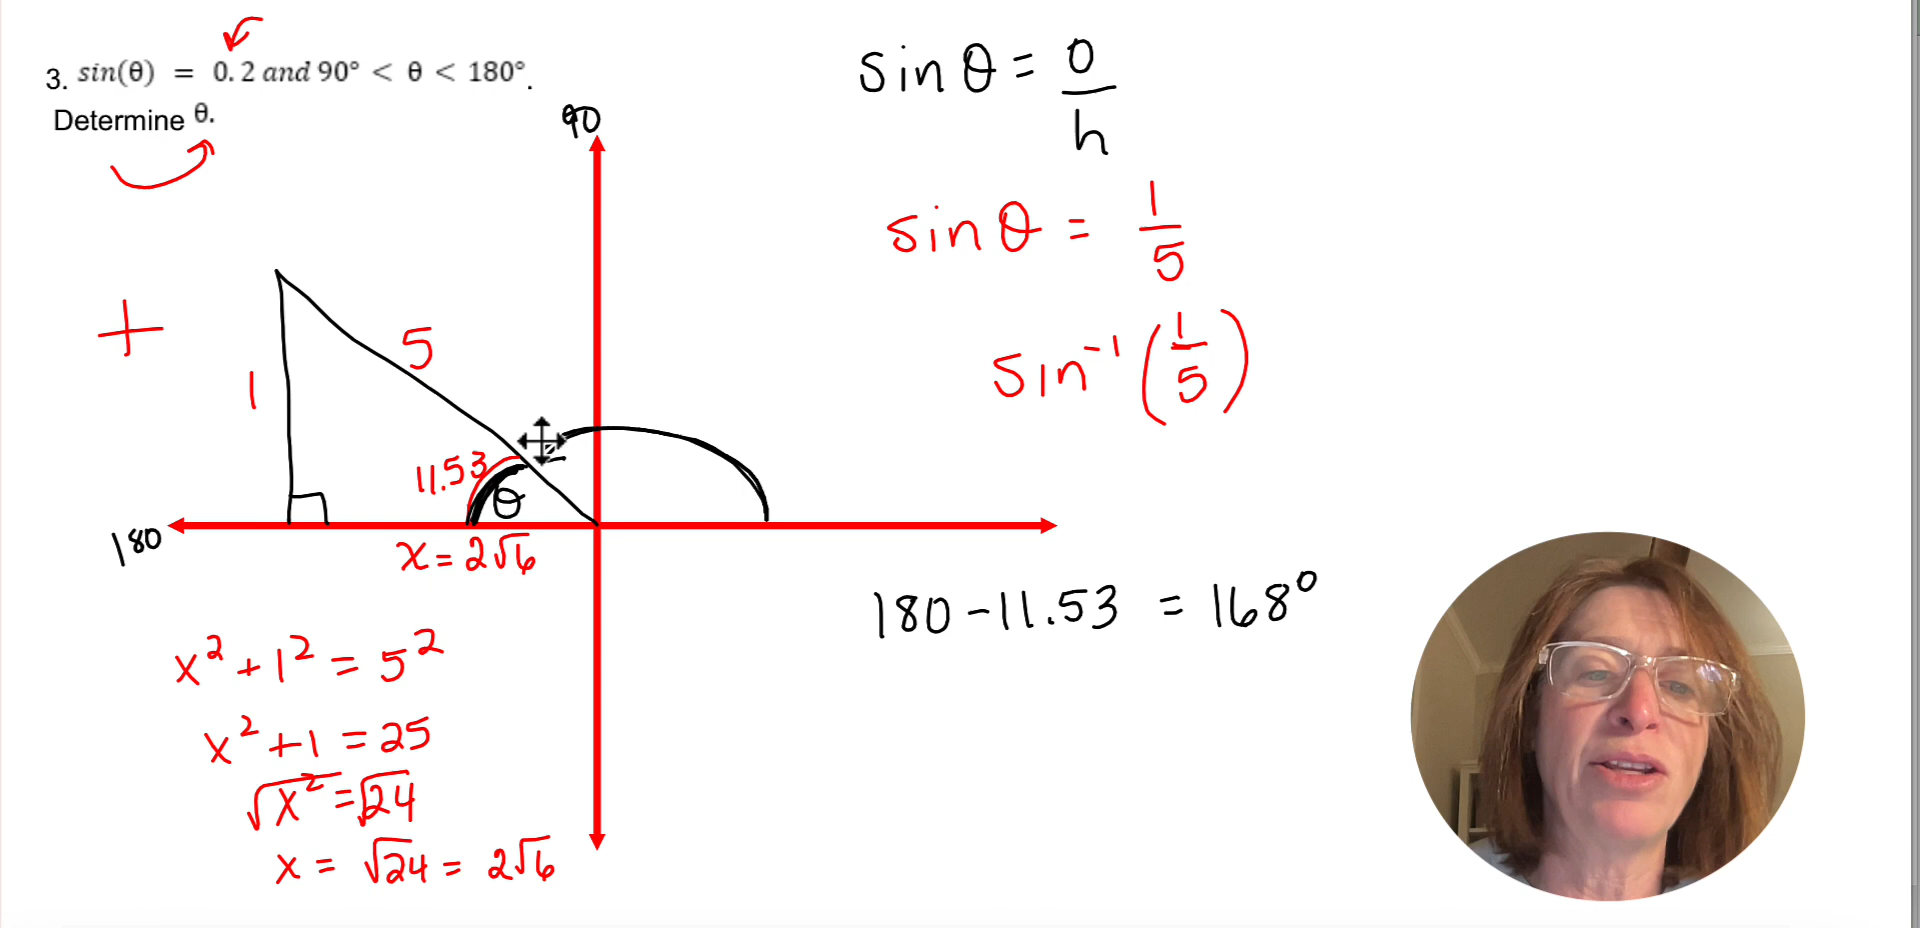 3. sin(θ) = 0.2 and 90° < θ < 180°.
Determine θ.
90
sin θ = o/h
sin θ = 1/5
sin⁻¹ (1/5)
+
1
5
11.53
θ
180
x = 2√6
180 - 11.53 = 168°
x² + 1² = 5²
x² + 1 = 25
√x² = √24
x = √24 = 2√6